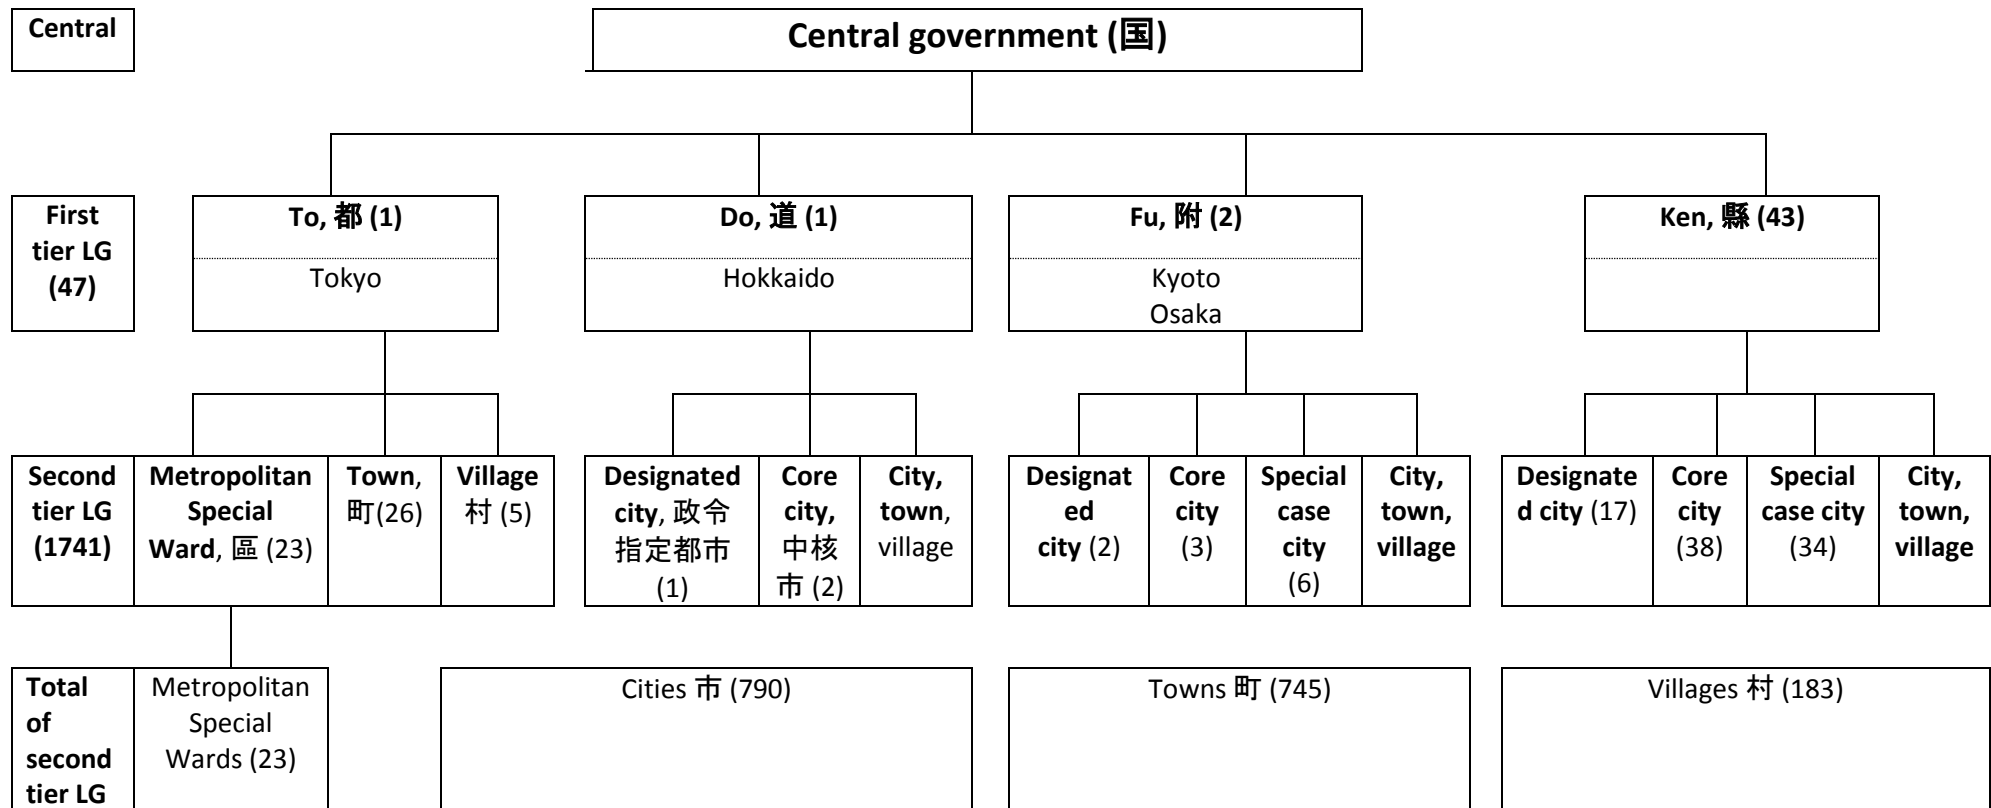 Central
Central government (国)
First
tier LG
(47)
To, 都 (1)
Tokyo
Do, 道 (1)
Hokkaido
Fu, 附 (2)
Kyoto
Osaka
Ken, 縣 (43)
Second
tier LG
(1741)
Metropolitan
Special
Ward, 區 (23)
Town,
町(26)
Village
村 (5)
Designated
city, 政令
指定都市
(1)
Core
city,
中核
市 (2)
City,
town,
village
Designat
ed
city (2)
Core
city
(3)
Special
case
city
(6)
City,
town,
village
Designate
d city (17)
Core
city
(38)
Special
case city
(34)
City,
town,
village
Total
of
second
tier LG
Metropolitan
Special
Wards (23)
Cities 市 (790)
Towns 町 (745)
Villages 村 (183)